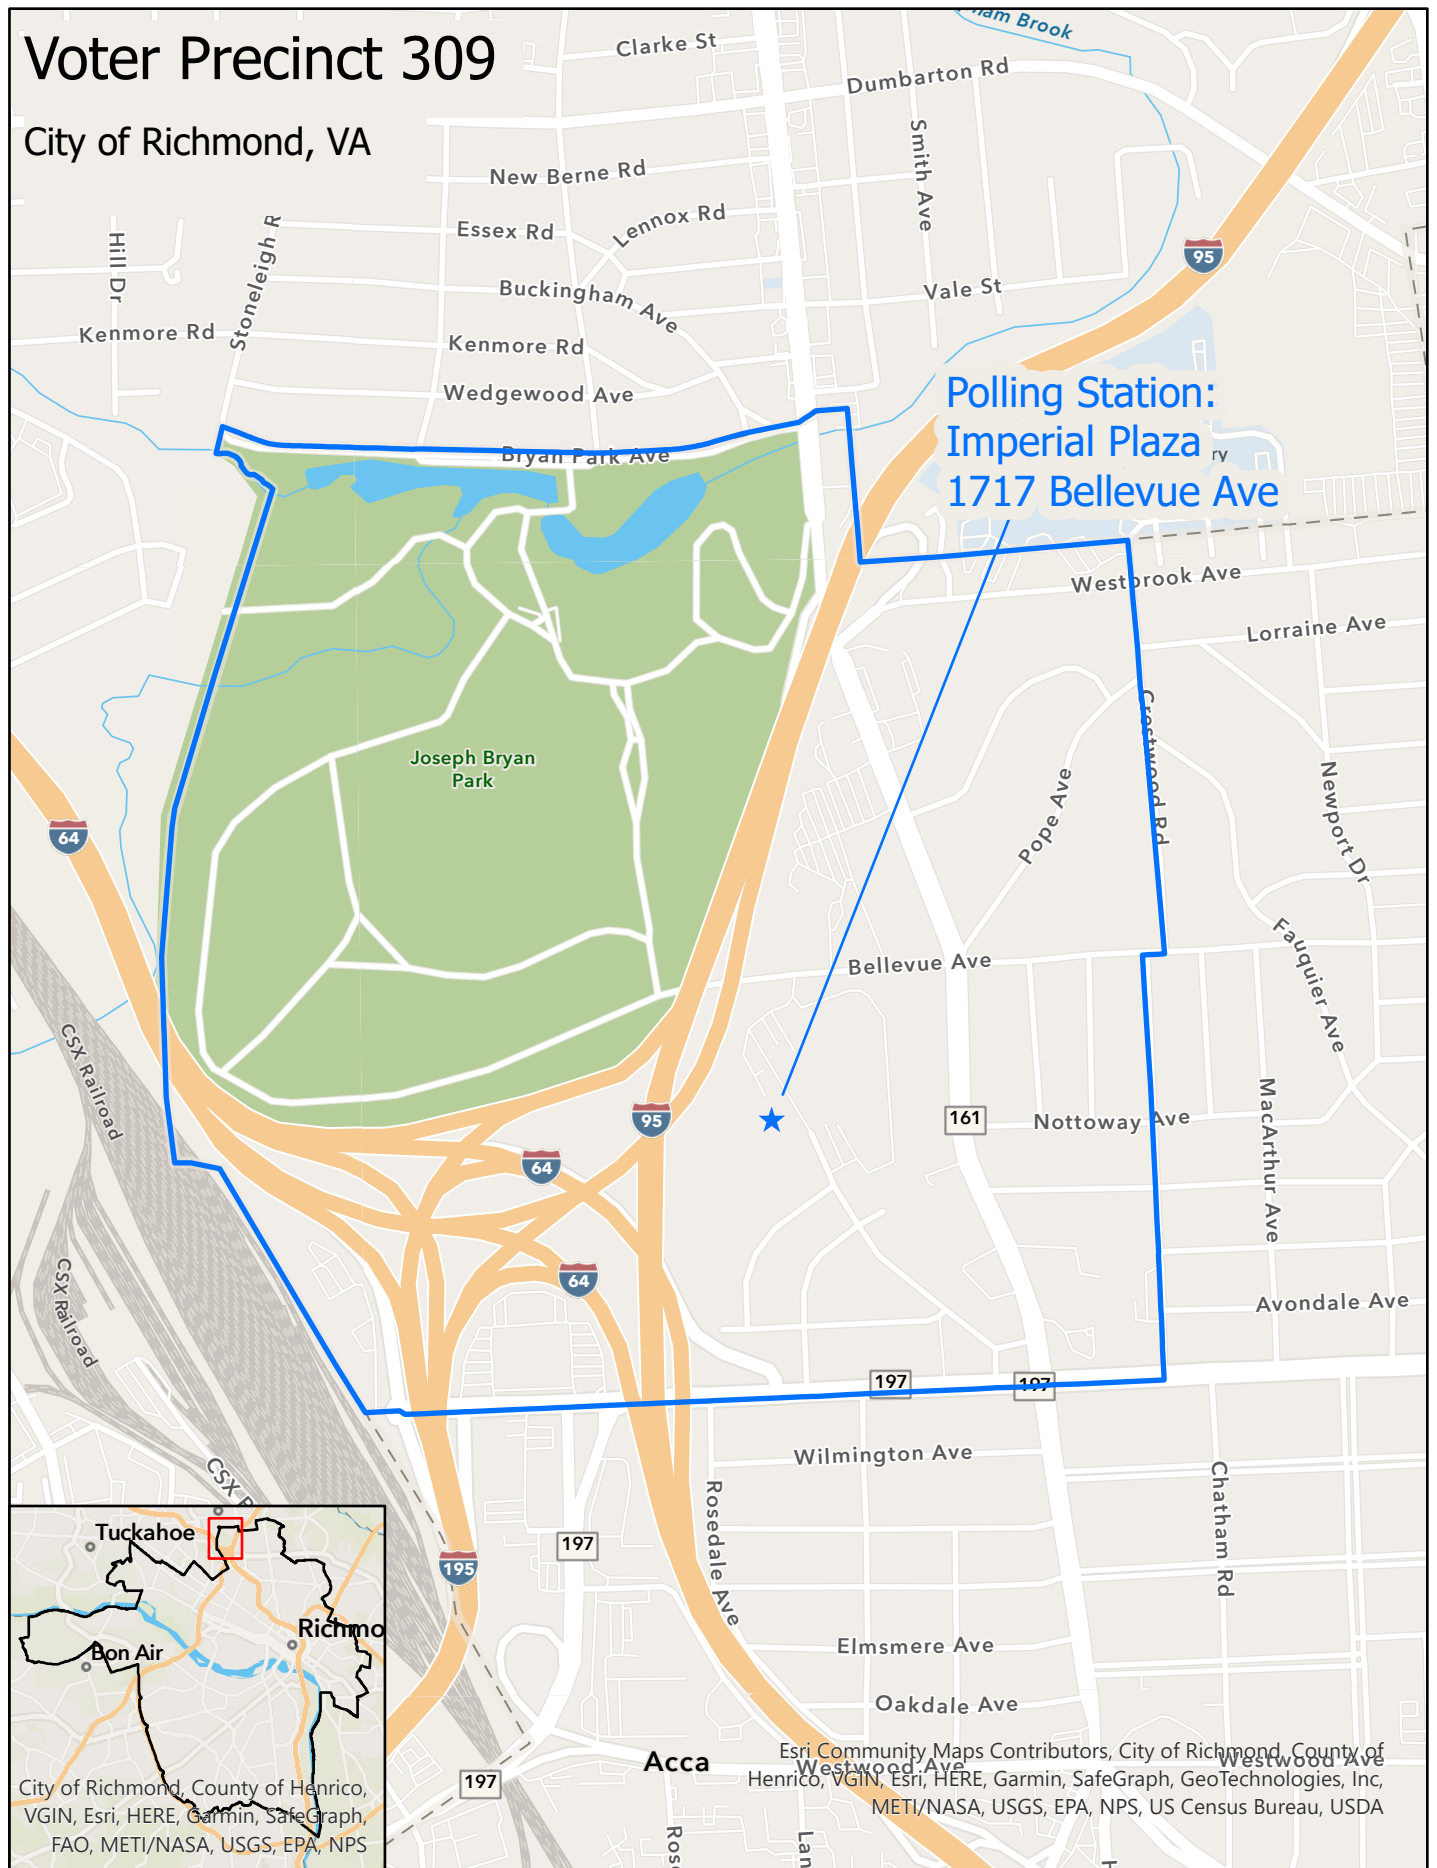 Voter Precinct 309
City of Richmond, VA
Clarke St
Dumbarton Rd
Smith Ave
New Berne Rd
Lennox Rd
Essex Rd
Hill Dr
Stoneleigh R
Buckingham Ave
Vale St
95
Kenmore Rd
Kenmore Rd
Wedgewood Ave
Bryan Park Ave
Polling Station:
Imperial Plaza
1717 Bellevue Ave
Westbrook Ave
Lorraine Ave
Crestwood Rd
Joseph Bryan
Park
Pope Ave
Newport Dr
64
Bellevue Ave
Fauquier Ave
CSX Railroad
95
161
Nottoway Ave
MacArthur Ave
64
64
CSX Railroad
Avondale Ave
197
197
Wilmington Ave
Chatham Rd
Rosedale Ave
197
195
Elmsmere Ave
Oakdale Ave
Acca
Westwood Ave
Westwood Ave
197
Tuckahoe
Richmo
Bon Air
City of Richmond, County of Henrico,
VGIN, Esri, HERE, Garmin, SafeGraph,
FAO, METI/NASA, USGS, EPA, NPS
Esri Community Maps Contributors, City of Richmond, County of
Henrico, VGIN, Esri, HERE, Garmin, SafeGraph, GeoTechnologies, Inc,
METI/NASA, USGS, EPA, NPS, US Census Bureau, USDA